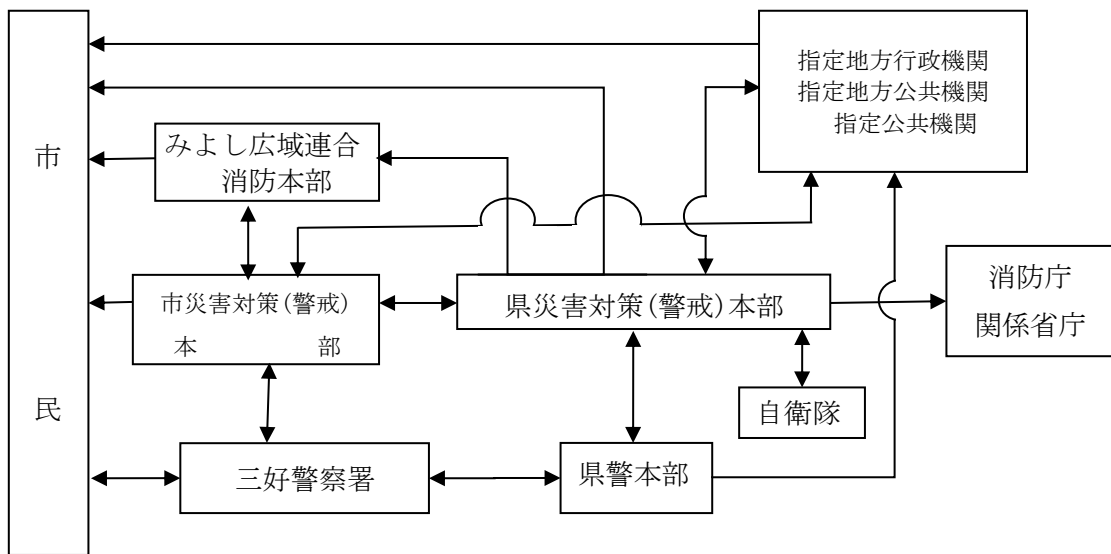 市
民
指定地方行政機関
指定地方公共機関
指定公共機関
みよし広域連合
消防本部
市災害対策(警戒)
本　　　　部
県災害対策(警戒)本部
消防庁
関係省庁
自衛隊
三好警察署
県警本部